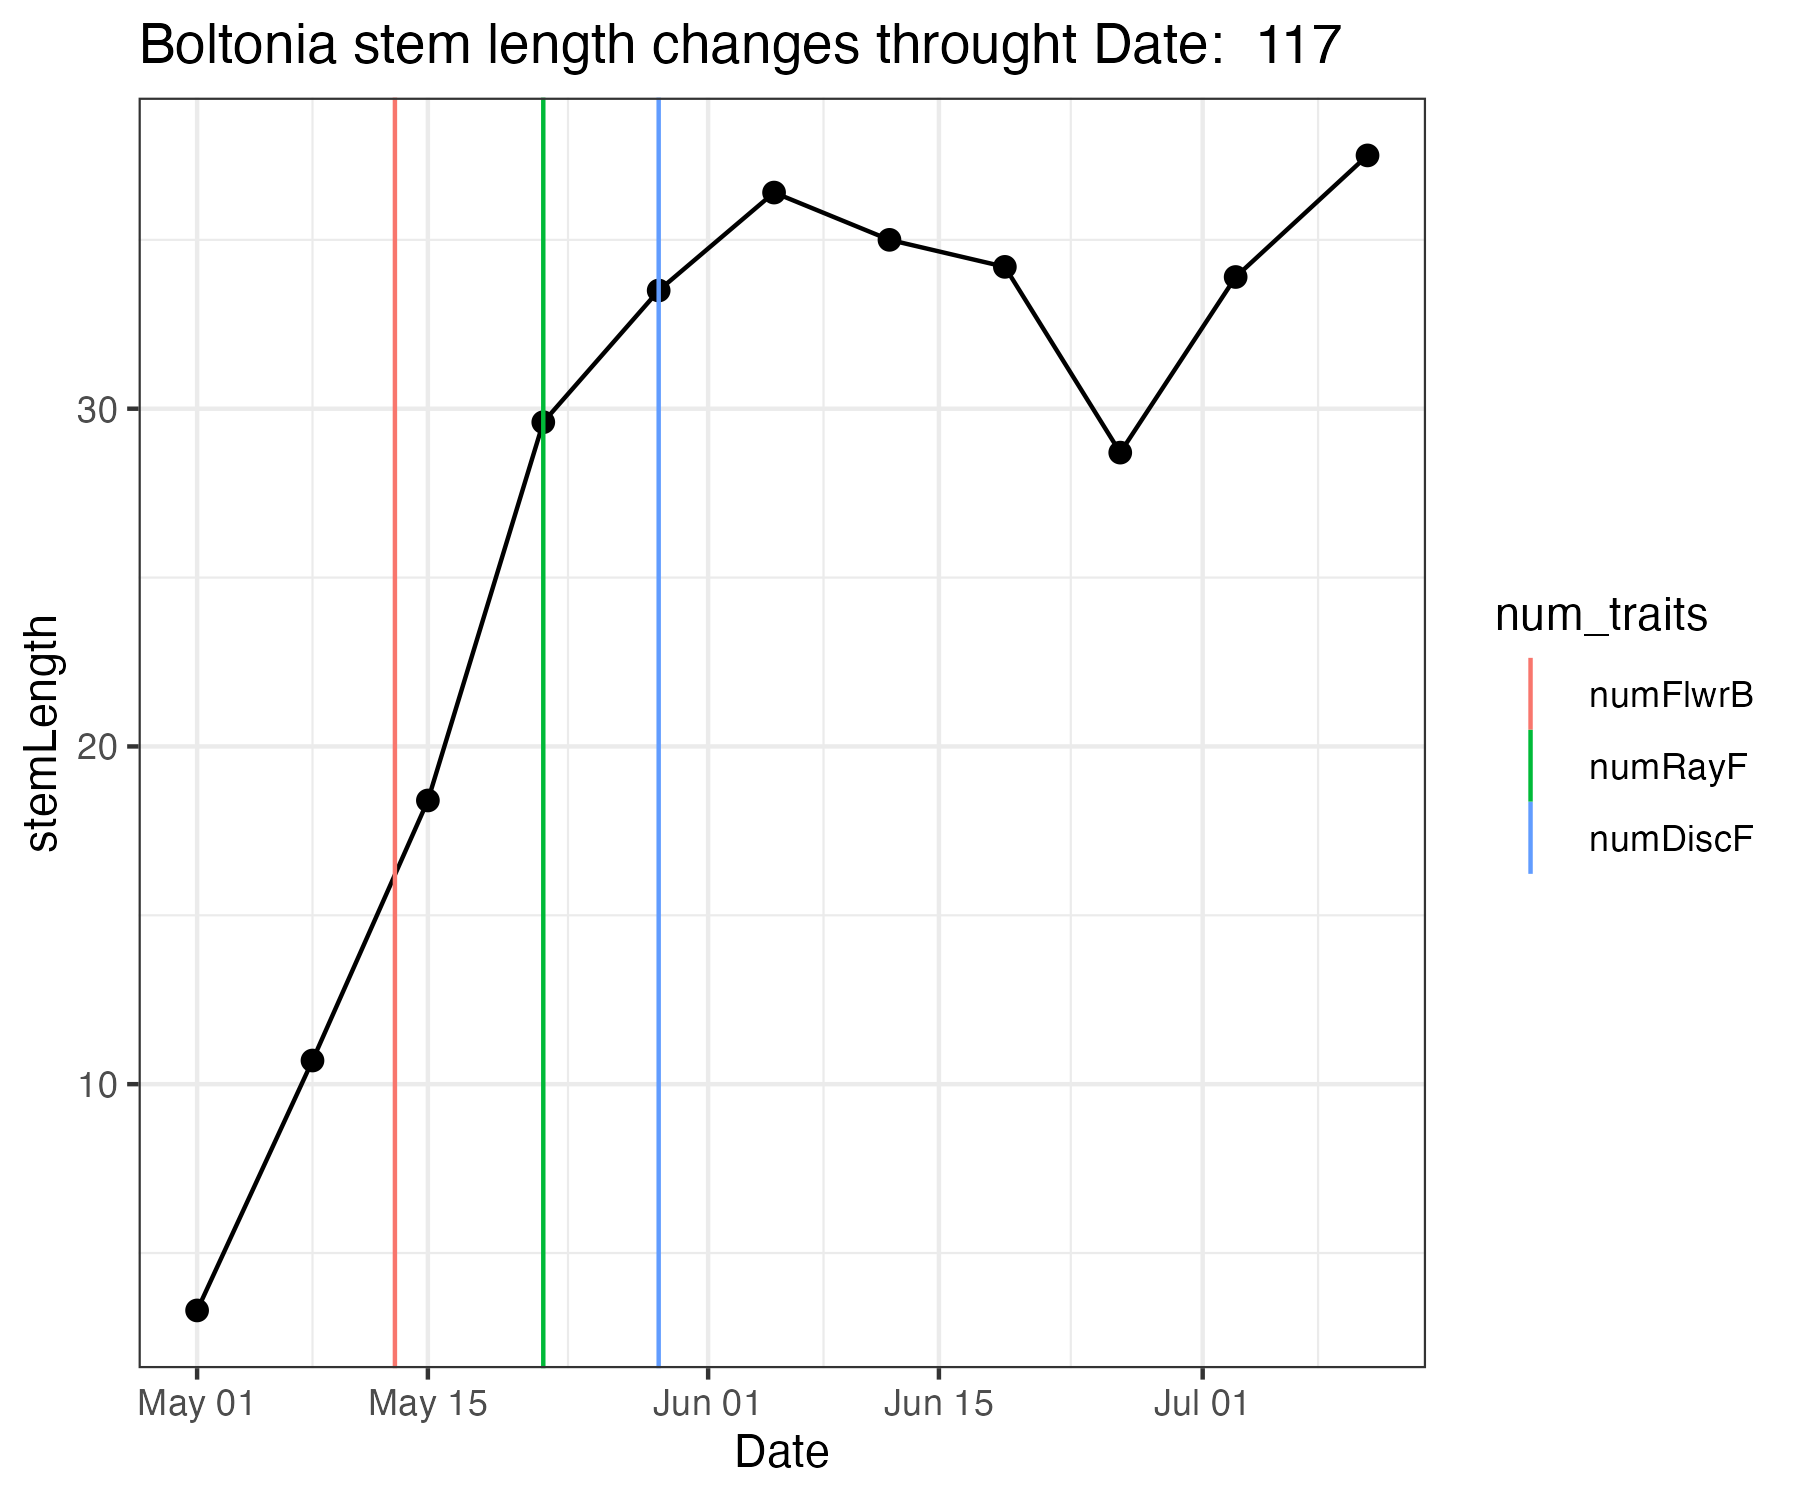 Boltonia stem length changes throught Date:  117
stemLength
30
20
10
May 01
May 15
Jun 01
Jun 15
Jul 01
Date
num_traits
numFlwrB
numRayF
numDiscF